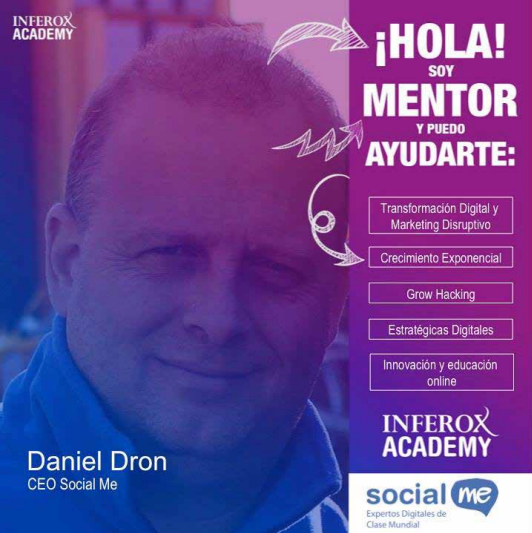 INFEROX
ACADEMY
¡HOLA!
SOY
MENTOR
Y PUEDO
AYUDARTE:
Transformación Digital y
Marketing Disruptivo
Crecimiento Exponencial
Grow Hacking
Estratégicas Digitales
Innovación y educación
online
INFEROX
ACADEMY
Daniel Dron
CEO Social Me
social me
Expertos Digitales de
Clase Mundial